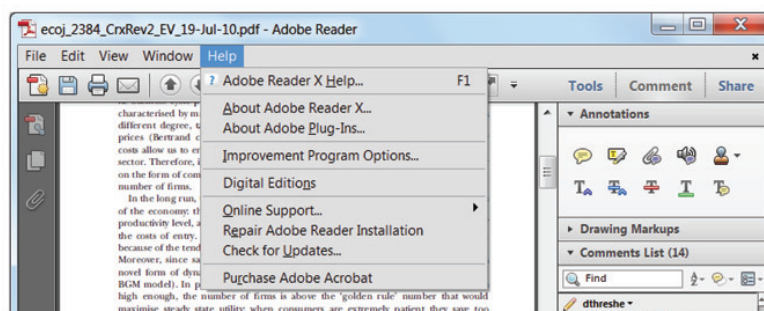 ecoj_2384_CrxRev2_EV_19-Jul-10.pdf - Adobe Reader
File Edit View Window Help
Tools Comment Share
? Adobe Reader X Help... F1
About Adobe Reader X...
About Adobe Plug-Ins...
Improvement Program Options...
Digital Editions
Online Support...
Repair Adobe Reader Installation
Check for Updates...
Purchase Adobe Acrobat
characterised by m
different degree, t
prices (Bertrand c
costs allow us to e
sector. Therefore, i
on the form of com
number of firms.
In the long run,
of the economy: th
productivity level, a
the costs of entry.
because of the tend
Moreover, since sa
novel form of dyna
BGM model). In p
high enough, the number of firms is above the 'golden rule' number that would
maximise steady state utility: when consumers are extremely patient they save too
Annotations
Drawing Markups
Comments List (14)
Find
dthreshe